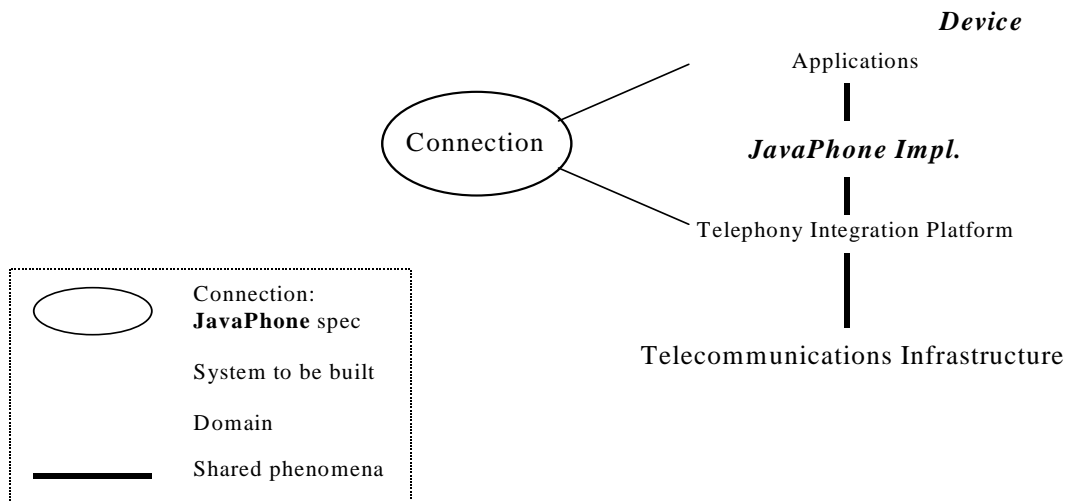 Device
Applications
Connection
JavaPhone Impl.
Telephony Integration Platform
Telecommunications Infrastructure
Connection:
JavaPhone spec
System to be built
Domain
Shared phenomena